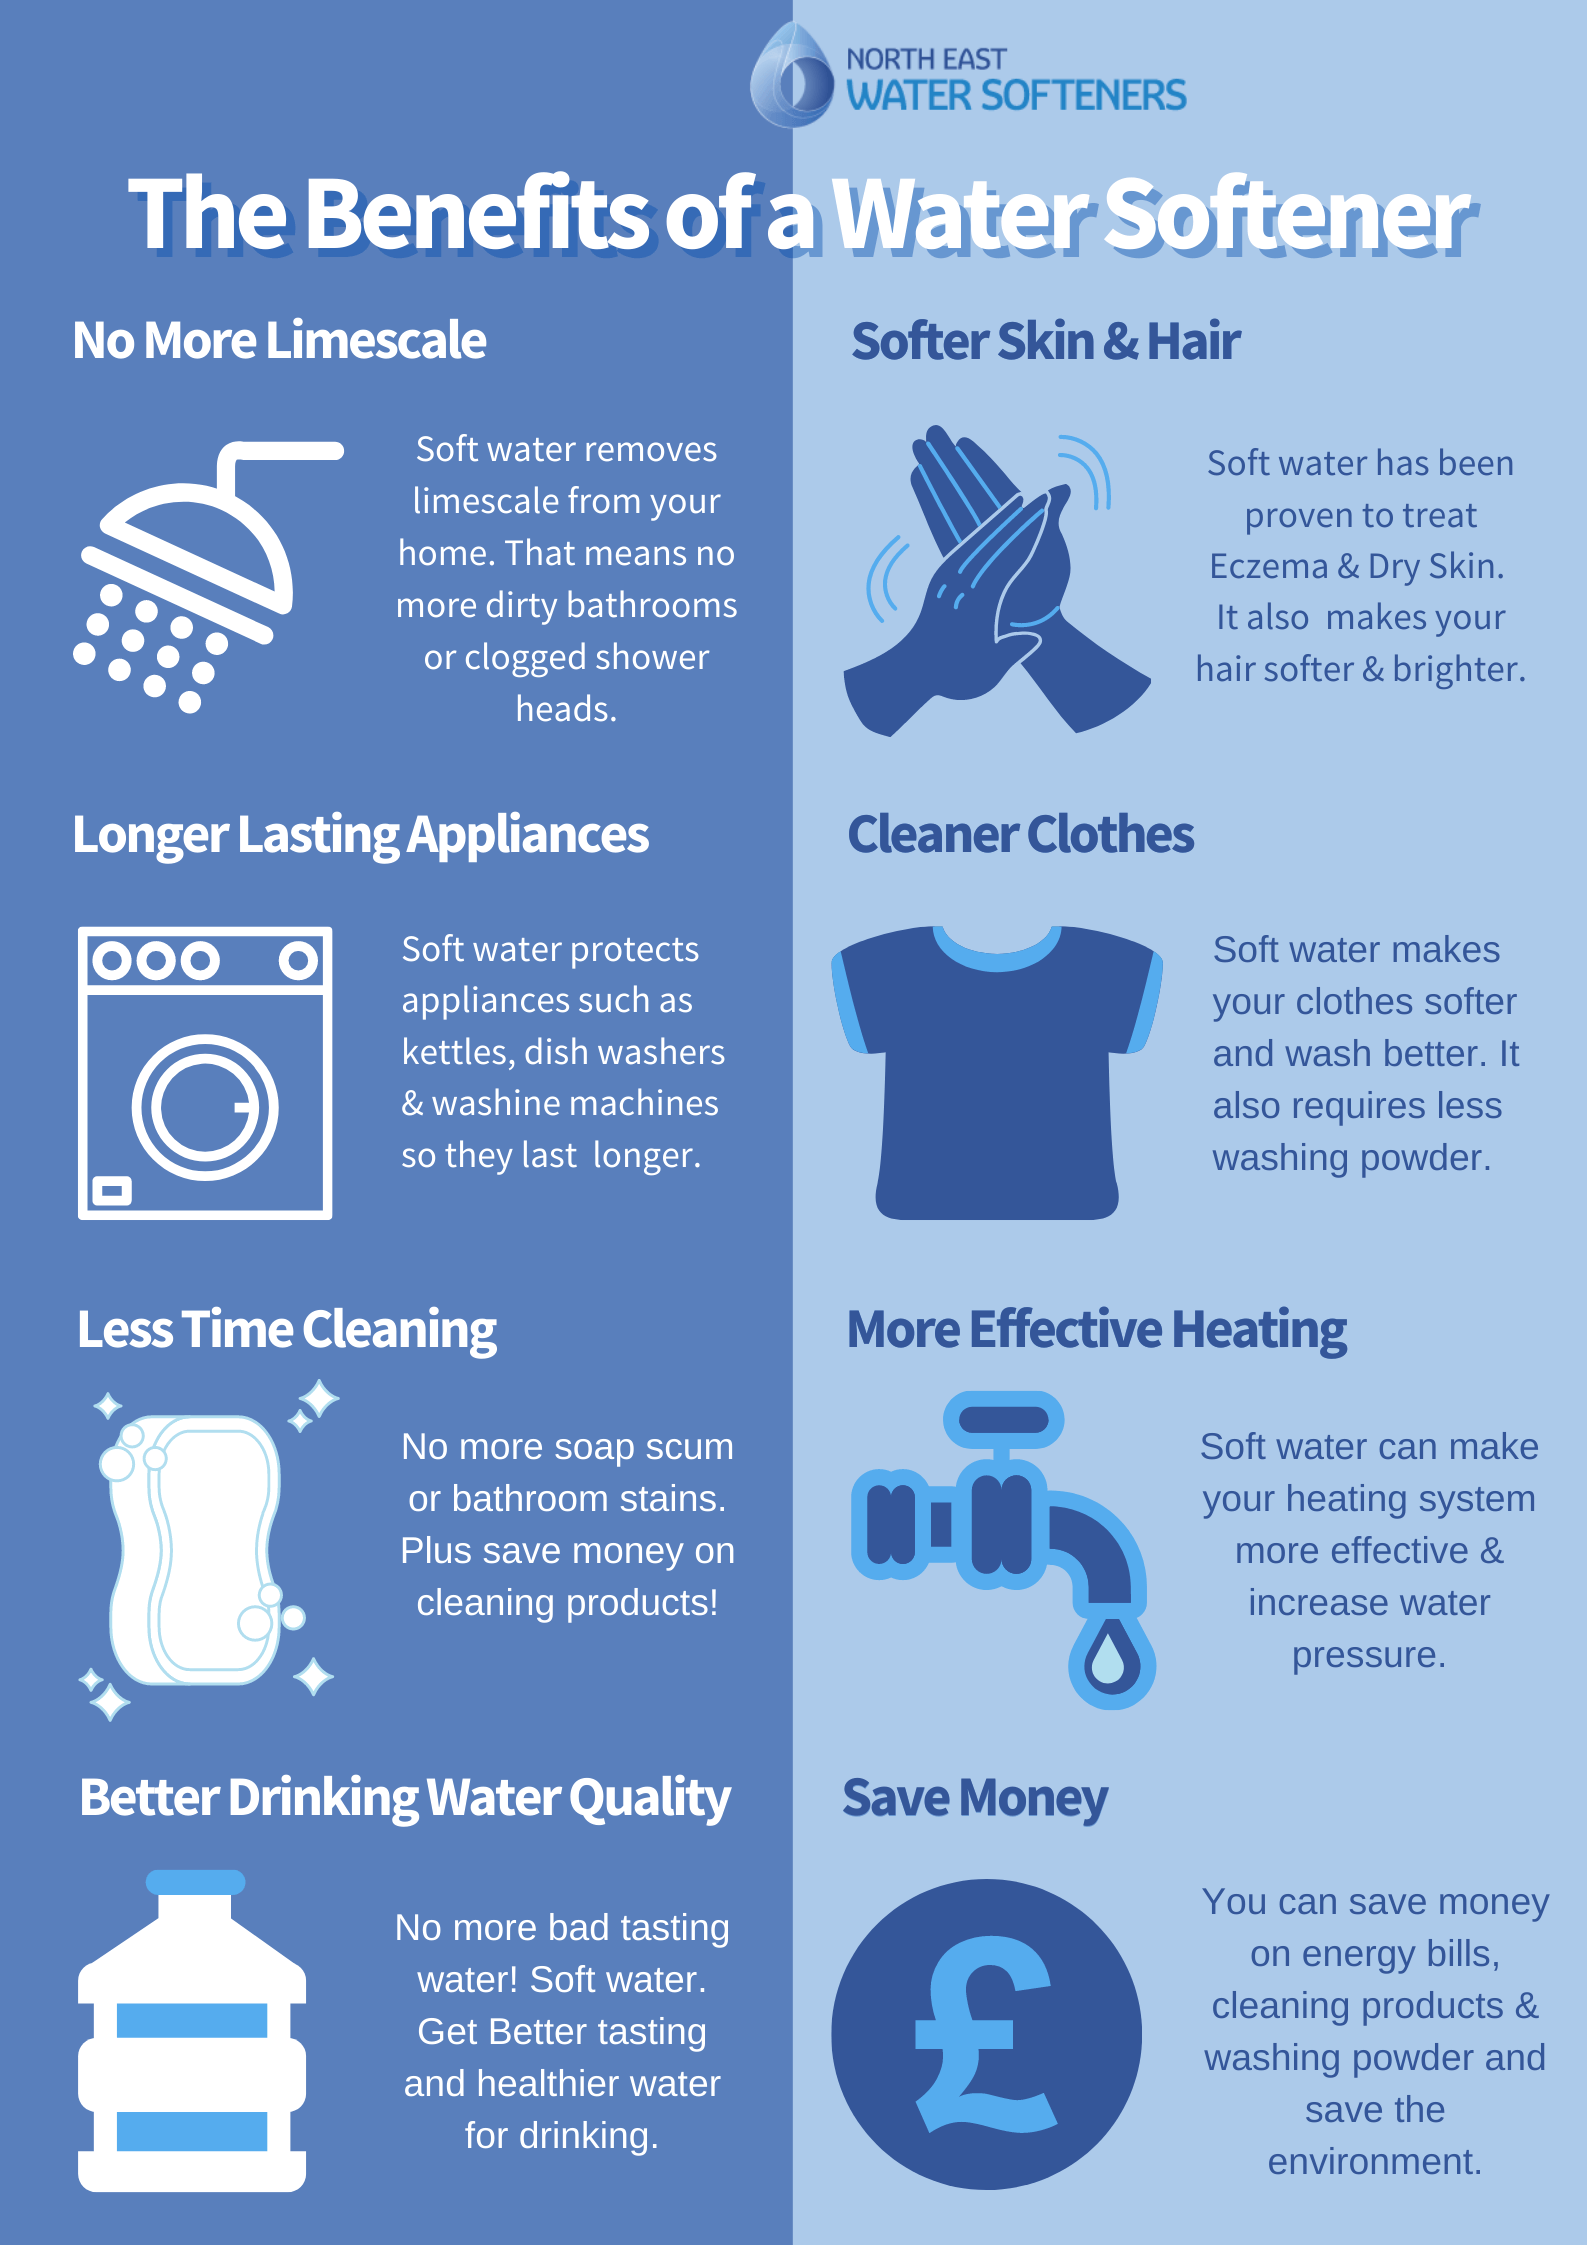 NORTH EAST
WATER SOFTENERS
The Benefits of a Water Softener
No More Limescale
Soft water removes
limescale from your
home. That means no
more dirty bathrooms
or clogged shower
heads.
Softer Skin & Hair
Soft water has been
proven to treat
Eczema & Dry Skin.
It also  makes your
hair softer & brighter.
Longer Lasting Appliances
Soft water protects
appliances such as
kettles, dish washers
& washine machines
so they last  longer.
Cleaner Clothes
Soft water makes
your clothes softer
and wash better. It
also requires less
washing powder.
Less Time Cleaning
No more soap scum
or bathroom stains.
Plus save money on
cleaning products!
More Effective Heating
Soft water can make
your heating system
more effective &
increase water
pressure.
Better Drinking Water Quality
No more bad tasting
water! Soft water.
Get Better tasting
and healthier water
for drinking.
Save Money
£
You can save money
on energy bills,
cleaning products &
washing powder and
save the
environment.